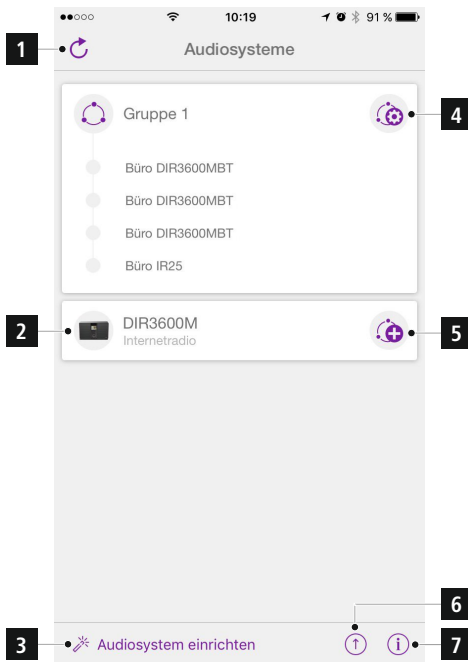 10:19
91 %
1
Audiosysteme
Gruppe 1
4
Büro DIR3600MBT
Büro DIR3600MBT
Büro DIR3600MBT
Büro IR25
2
DIR3600M
Internetradio
5
6
3
Audiosystem einrichten
7